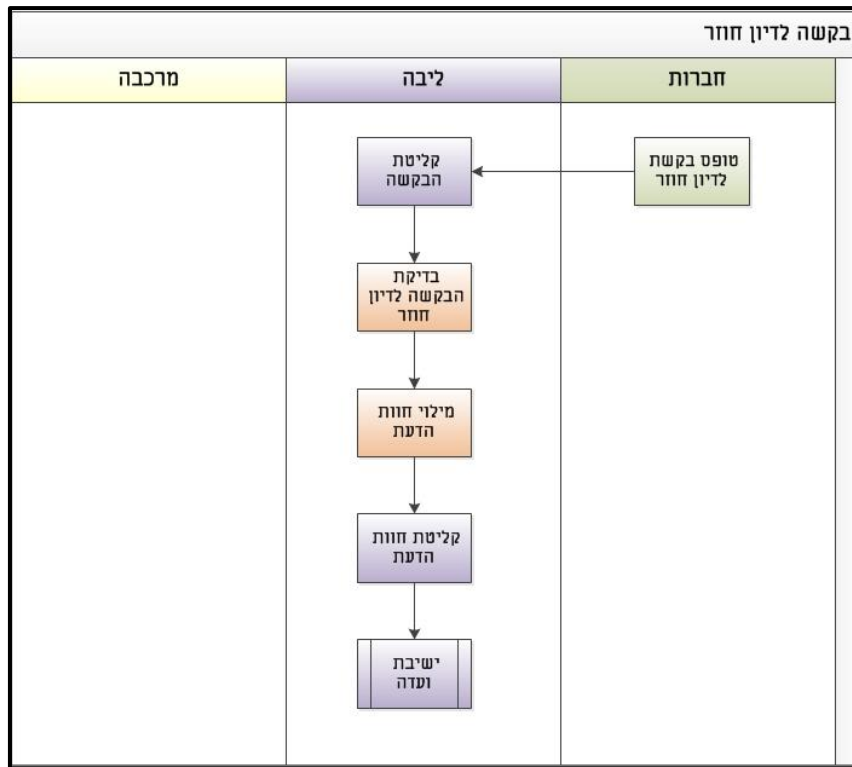 בקשה לדיון חוזר
חברות
ליבה
מרכבה
טופס בקשת
לדיון חוזר
קליטת
הבקשה
בדיקת
הבקשה לדיון
חוזר
מילוי חוות
הדעת
קליטת חוות
הדעת
ישיבת
ועדה